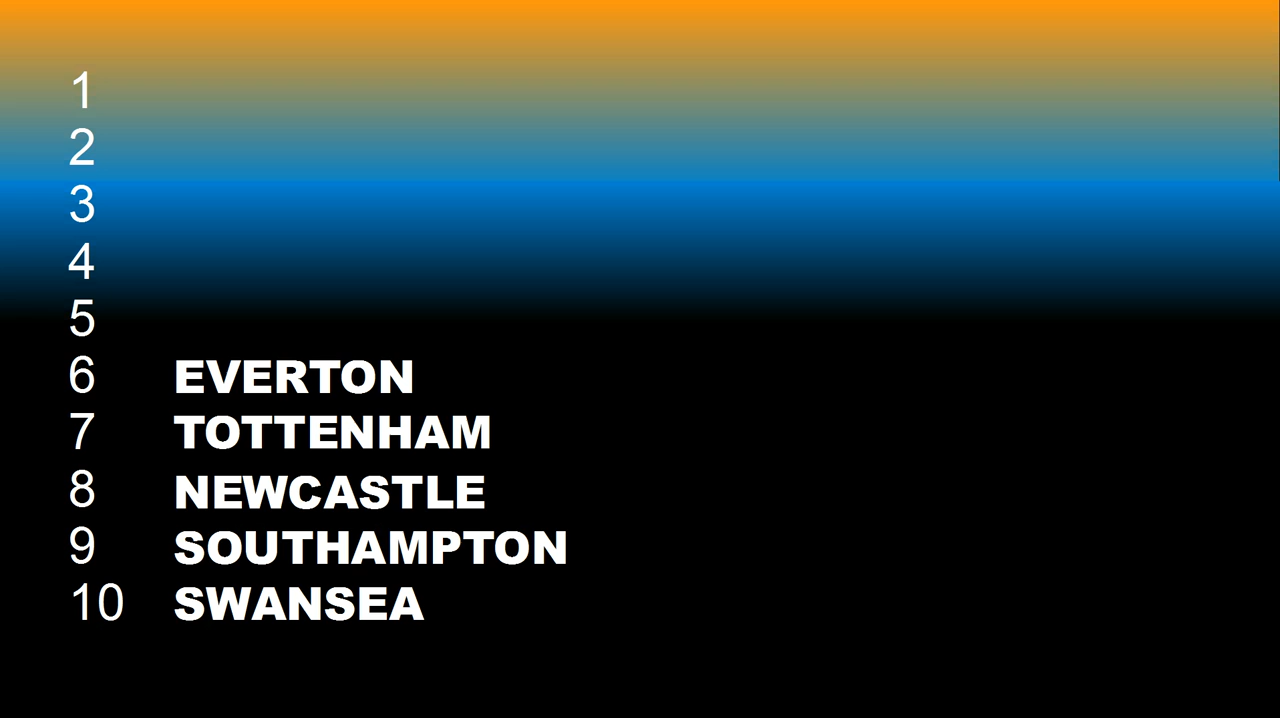 1
2
3
4
5
6 EVERTON
7 TOTTENHAM
8 NEWCASTLE
9 SOUTHAMPTON
10 SWANSEA